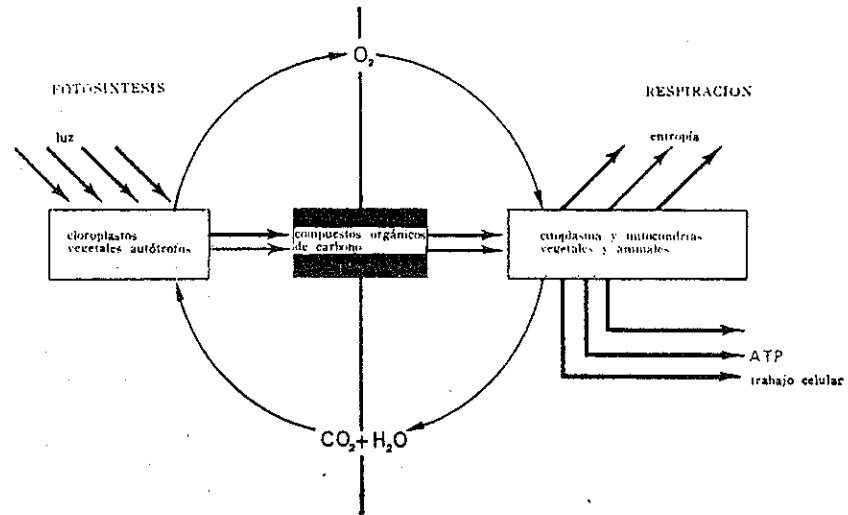 O₂
FOTOSINTESIS
RESPIRACION
luz
entropía
cloroplastos
vegetales autótrofos
compuestos orgánicos
de carbono
citoplasma y mitocondrias
vegetales y animales
ATP
trabajo celular
CO₂+H₂O